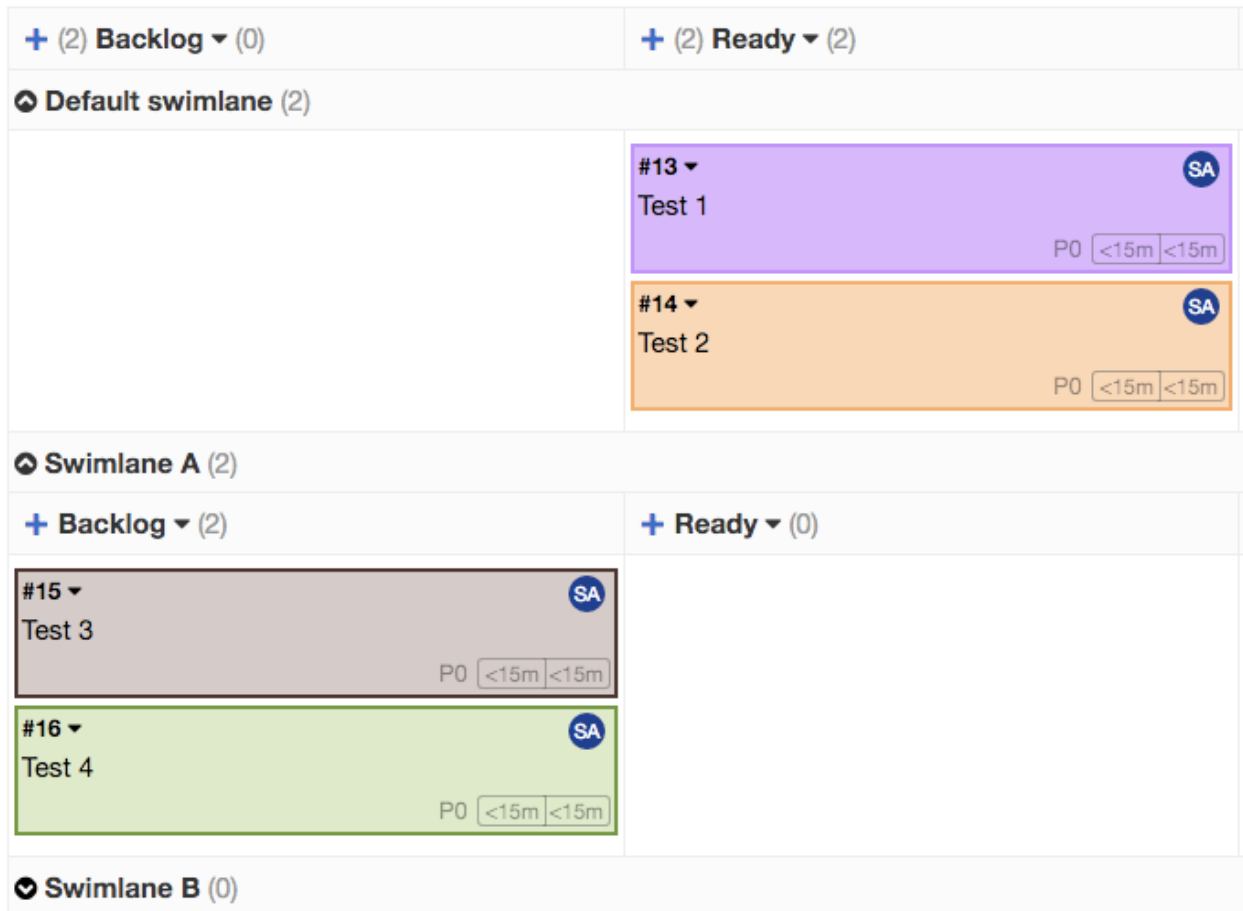 + (2) Backlog (0) + (2) Ready (2)
Default swimlane (2)
#13 SA
Test 1
P0 <15m <15m
#14 SA
Test 2
P0 <15m <15m
Swimlane A (2)
+ Backlog (2) + Ready (0)
#15 SA
Test 3
P0 <15m <15m
#16 SA
Test 4
P0 <15m <15m
Swimlane B (0)